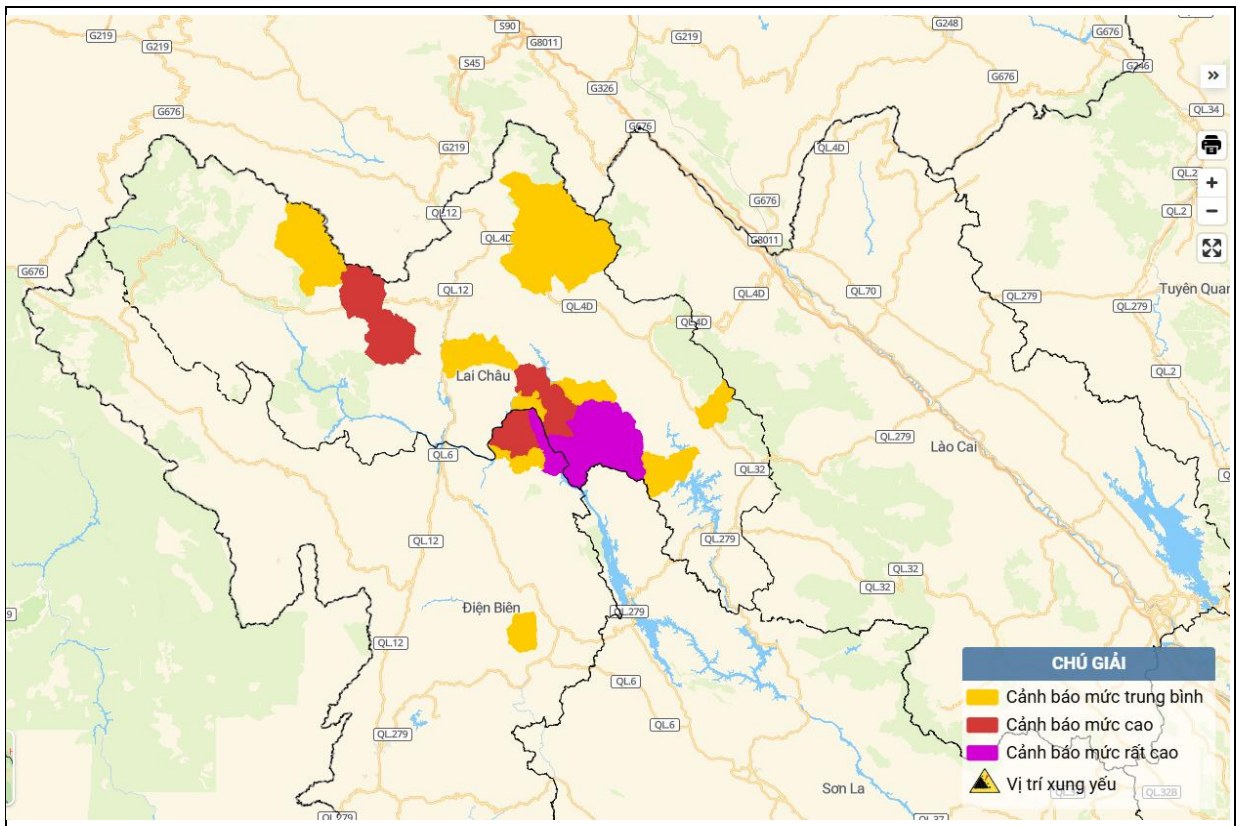 S90
G248
G219
G8011
G219
G676
G219
S45
G246
G676
G326
G676
QL.34
G676
G219
QL.4D
G676
QL.12
QL.2
QL.4D
G8011
G676
QL.12
QL.4D
QL.70
QL.279
Tuyên Quan
QL.4D
QL.279
QL.4D
QL.2
Lai Châu
QL.279
Lào Cai
QL.6
QL.32
QL.12
QL.279
QL.32
QL.32
Điện Biên
QL.279
QL.12
QL.6
QL.6
QL.279
Sơn La
QL.279
QL.37
QL.32B
CHÚ GIẢI
Cảnh báo mức trung bình
Cảnh báo mức cao
Cảnh báo mức rất cao
Vị trí xung yếu